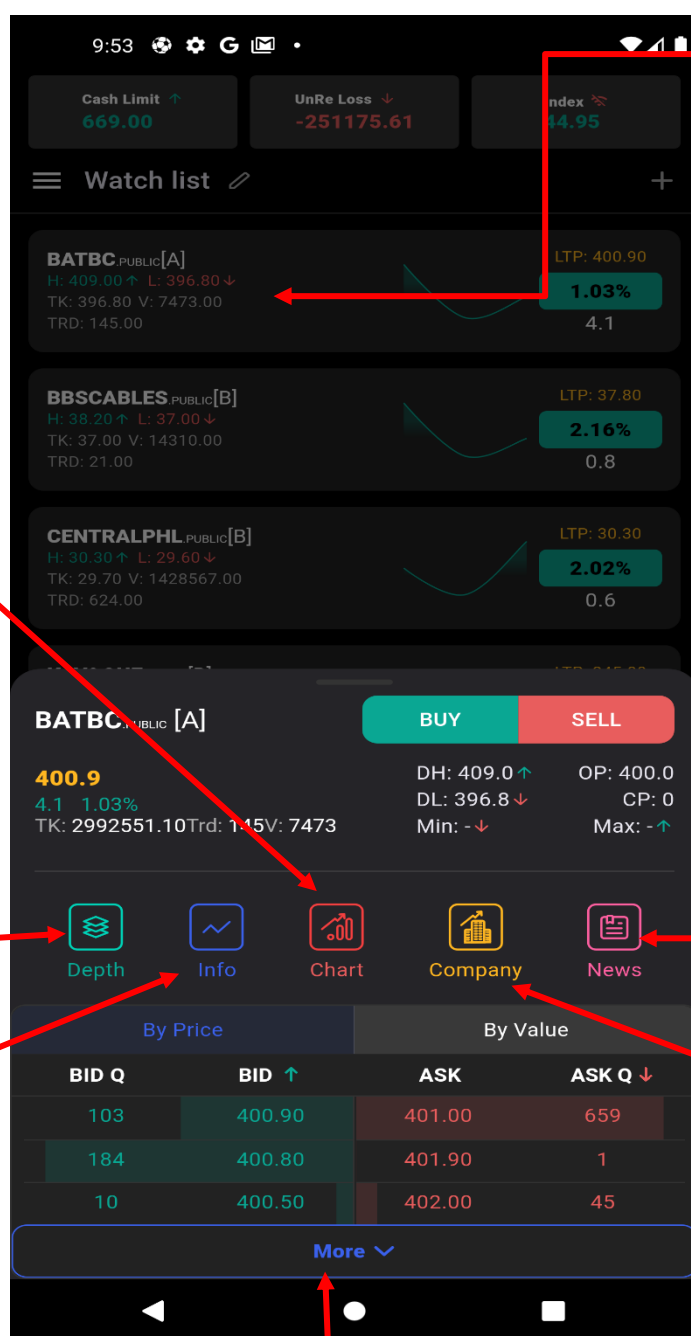 9:53 G M
Cash Limit ↑ UnRe Loss ↓ ndex
669.00 -251175.61 44.95
Watch list +
BATBC.PUBLIC[A] LTP: 400.90
H: 409.00↑ L: 396.80↓ 1.03%
TK: 396.80 V: 7473.00
TRD: 145.00 4.1
BBSCABLES.PUBLIC[B] LTP: 37.80
H: 38.20↑ L: 37.00↓ 2.16%
TK: 37.00 V: 14310.00
TRD: 21.00 0.8
CENTRALPHL.PUBLIC[B] LTP: 30.30
H: 30.30↑ L: 29.60↓ 2.02%
TK: 29.70 V: 1428567.00
TRD: 624.00 0.6
BATBC.PUBLIC [A] BUY SELL
400.9 DH: 409.0↑ OP: 400.0
4.1 1.03% DL: 396.8↓ CP: 0
TK: 2992551.10Trd: 145V: 7473 Min: -↓ Max: -↑
Depth Info Chart Company News
By Price By Value
BID Q BID ↑ ASK ASK Q ↓
103 400.90 401.00 659
184 400.80 401.90 1
10 400.50 402.00 45
More